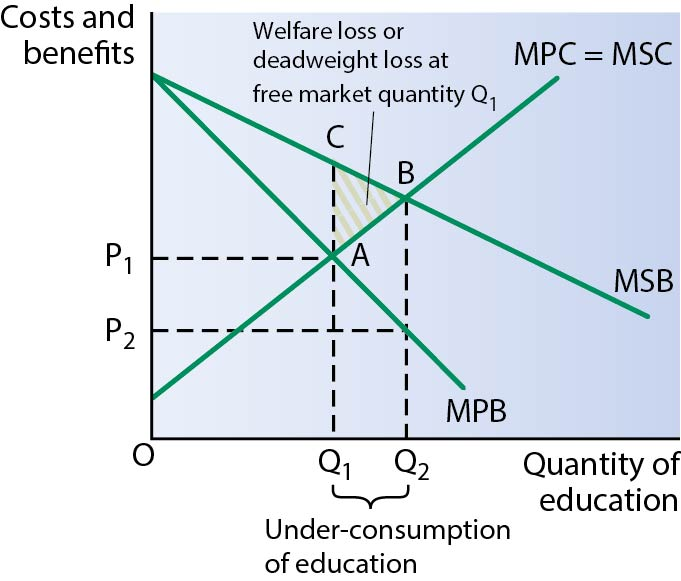 Costs and
benefits
Welfare loss or
deadweight loss at
free market quantity Q₁
MPC = MSC
C
B
P₁
A
MSB
P₂
MPB
O
Q₁
Q₂
Quantity of
education
Under-consumption
of education